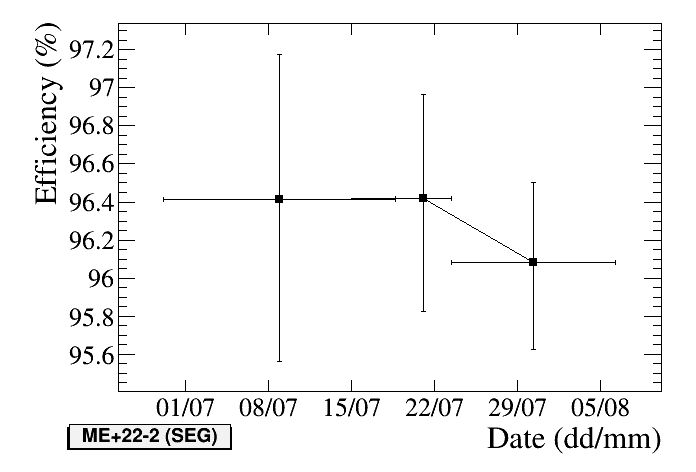 Efficiency (%)
97.2
97
96.8
96.6
96.4
96.2
96
95.8
95.6
01/07 08/07 15/07 22/07 29/07 05/08
ME+22-2 (SEG)
Date (dd/mm)